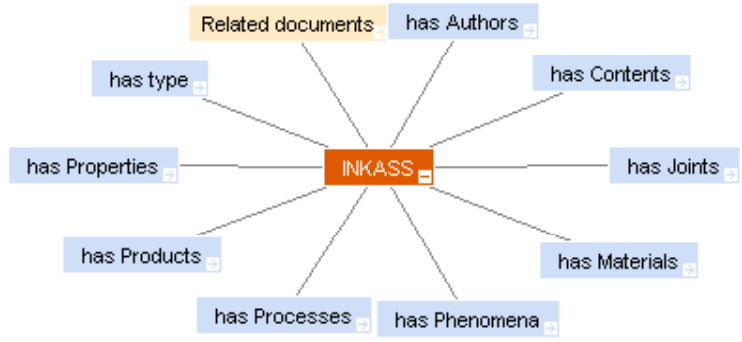 Related documents
has Authors
has type
has Contents
has Properties
INKASS
has Joints
has Products
has Materials
has Processes
has Phenomena